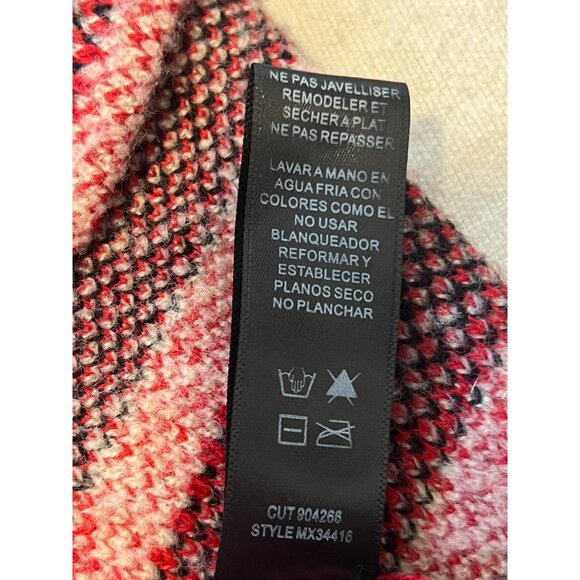 NE PAS JAVELLISER
REMODELER ET
SECHER A PLAT
NE PAS REPASSER
LAVAR A MANO EN
AGUA FRIA CON
COLORES COMO EL
NO USAR
BLANQUEADOR
REFORMAR Y
ESTABLECER
PLANOS SECO
NO PLANCHAR
CUT 904266
STYLE MX34416